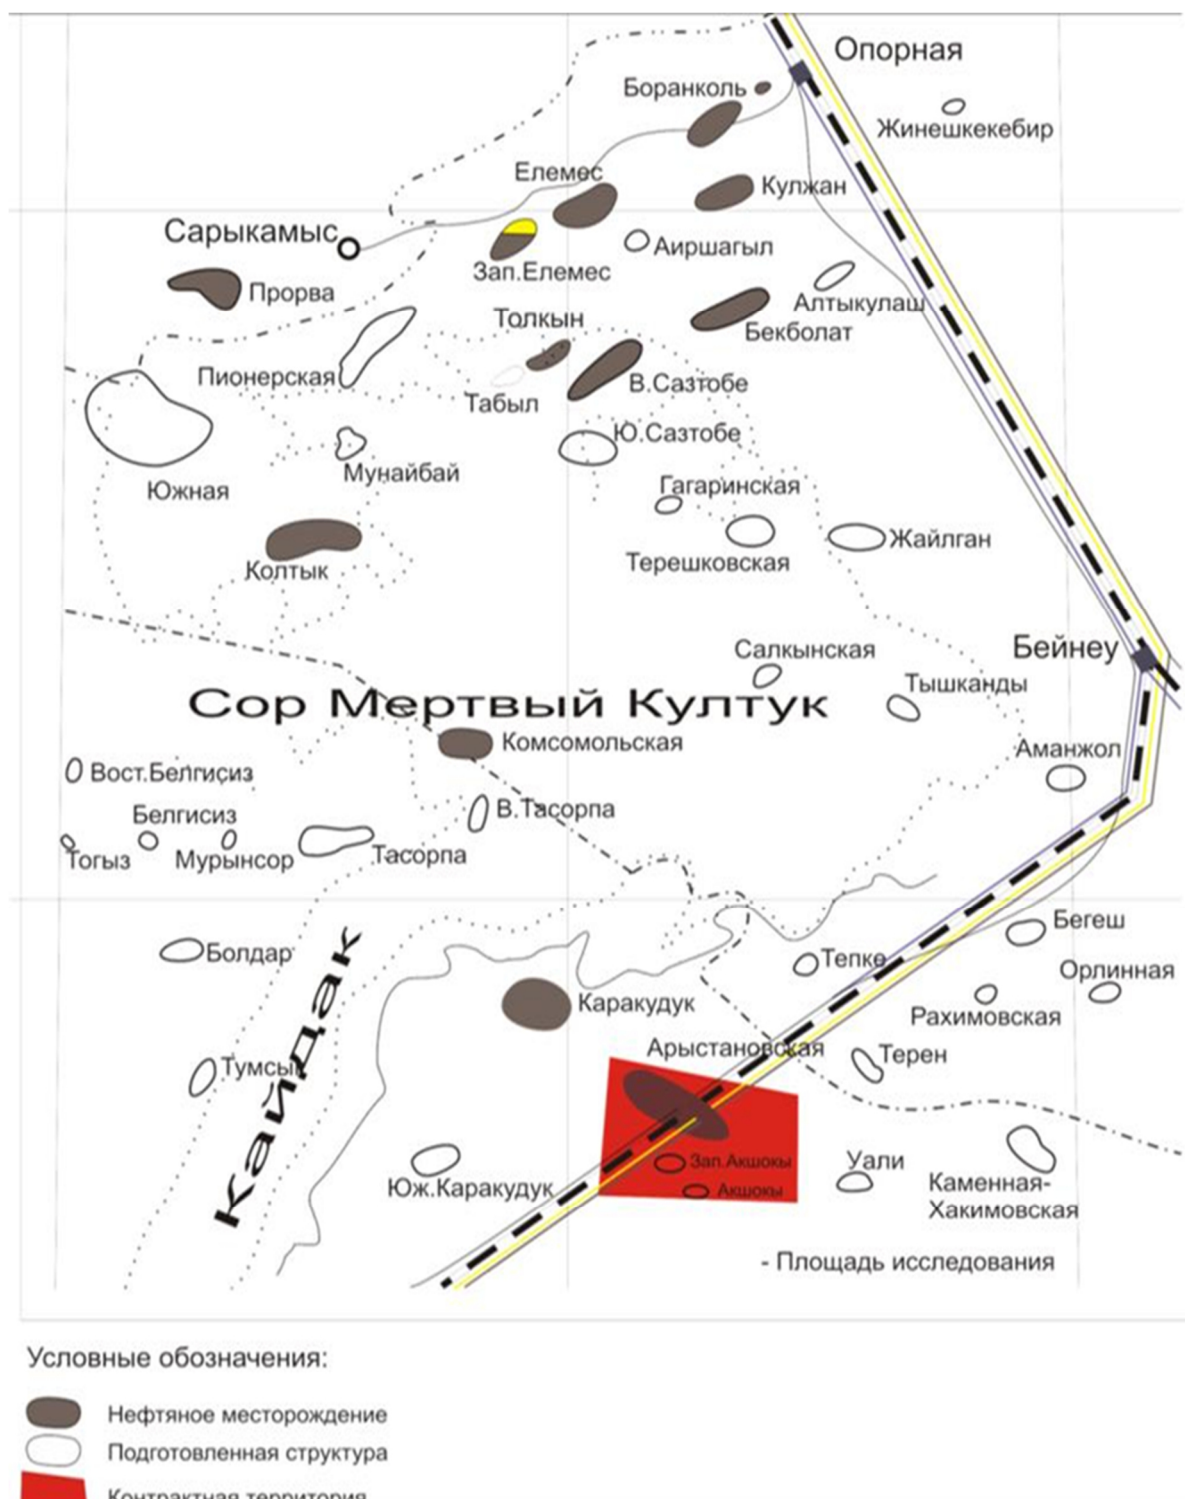 Опорная
Боранколь
Жинешкекебир
Елемес
Кулжан
Сарыкамыс
Аиршагыл
Зап.Елемес
Прорва
Алтыкулаш
Толкын
Бекболат
Пионерская
В.Сазтобе
Табыл
Ю.Сазтобе
Мунайбай
Южная
Гагаринская
Жайлган
Терешковская
Колтык
Бейнеу
Салкынская
Тышканды
Сор Мертвый Култук
Комсомольская
Аманжол
Вост.Белгисиз
В.Тасорпа
Белгисиз
Тогыз
Мурынсор
Тасорпа
Бегеш
Болдар
Тепке
Орлинная
Кайдак
Каракудук
Рахимовская
Арыстановская
Терен
Тумсык
Зап.Акшокы
Уали
Юж.Каракудук
Акшокы
Каменная-
Хакимовская
- Площадь исследования
Условные обозначения:
Нефтяное месторождение
Подготовленная структура
Контрактная территория